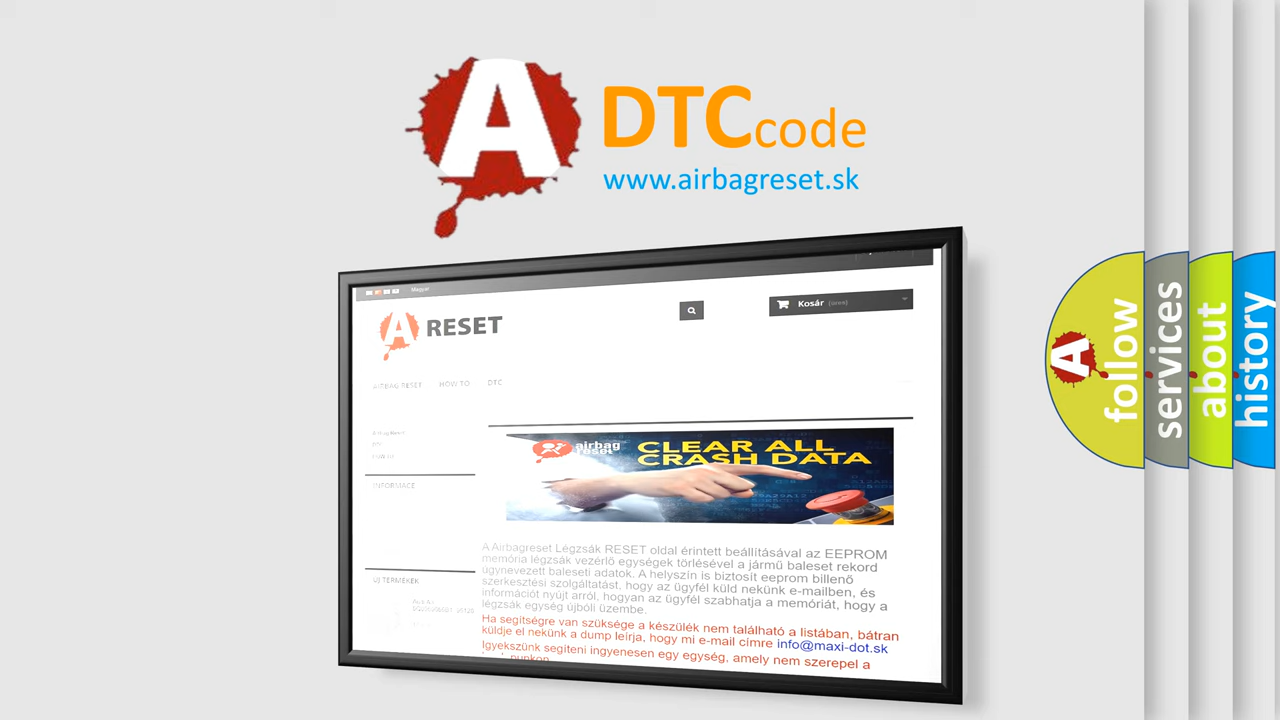 A DTCcode
www.airbagreset.sk
Magyar
A RESET
Kosár (üres)
AIRBAG RESET HOW TO DTC
INFORMACE
airbag
reset
CLEAR ALL
CRASH DATA
A Airbagreset Légzsák RESET oldal érintett beállításával az EEPROM
memória légzsák vezérlő egységek törlésével a jármű baleset rekord
úgynevezett baleseti adatok. A helyszín is biztosít eeprom billenő
szerkesztési szolgáltatást, hogy az ügyfél küld nekünk e-mailben, és
információt nyújt arról, hogyan az ügyfél szabhatja a memóriát, hogy a
légzsák egység újbóli üzembe.
ÚJ TERMÉKEK
Ha segítségre van szüksége a készülék nem található a listában, bátran
küldje el nekünk a dump leírja, hogy mi e-mail címre info@maxi-dot.sk
Igyekszünk segíteni ingyenesen egy egység, amely nem szerepel a
A follow
services
about
history